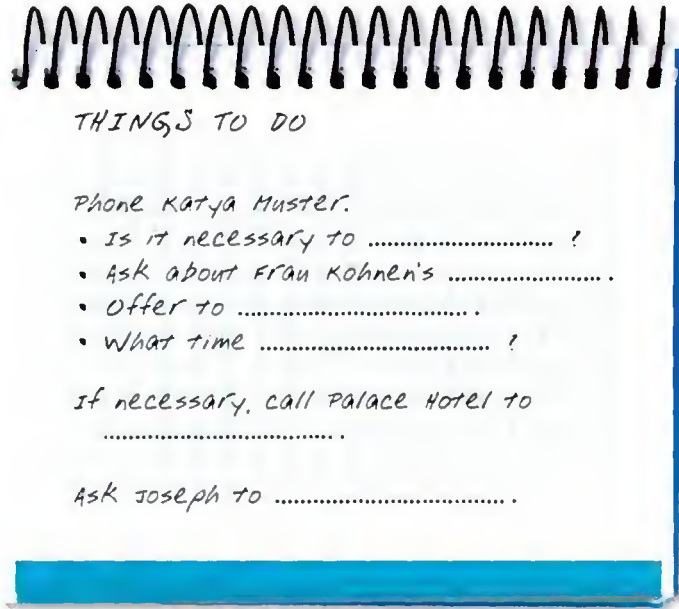 THINGS TO DO
Phone Katya Muster.
• Is it necessary to .............................. ?
• Ask about Frau Kohnen's ........................... .
• Offer to ..................................... .
• What time ..................................... ?
If necessary, call Palace Hotel to
..................................... .
Ask Joseph to ..................................... .